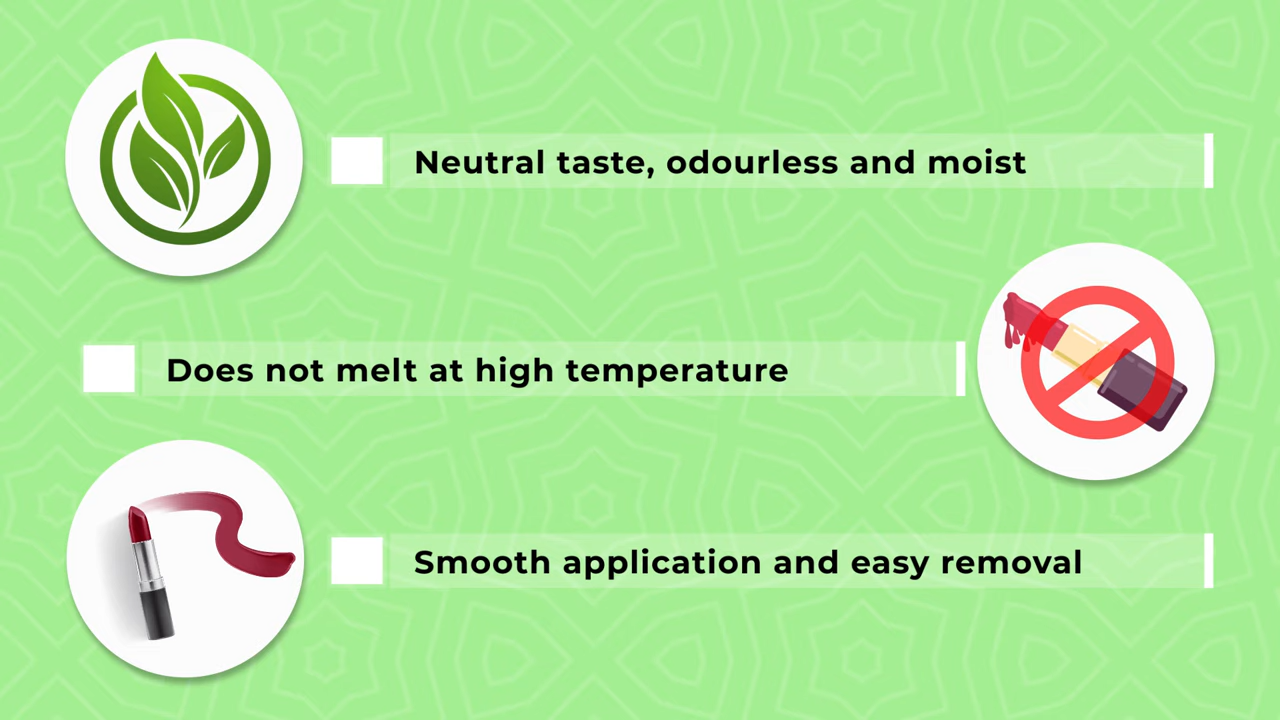 Neutral taste, odourless and moist
Does not melt at high temperature
Smooth application and easy removal